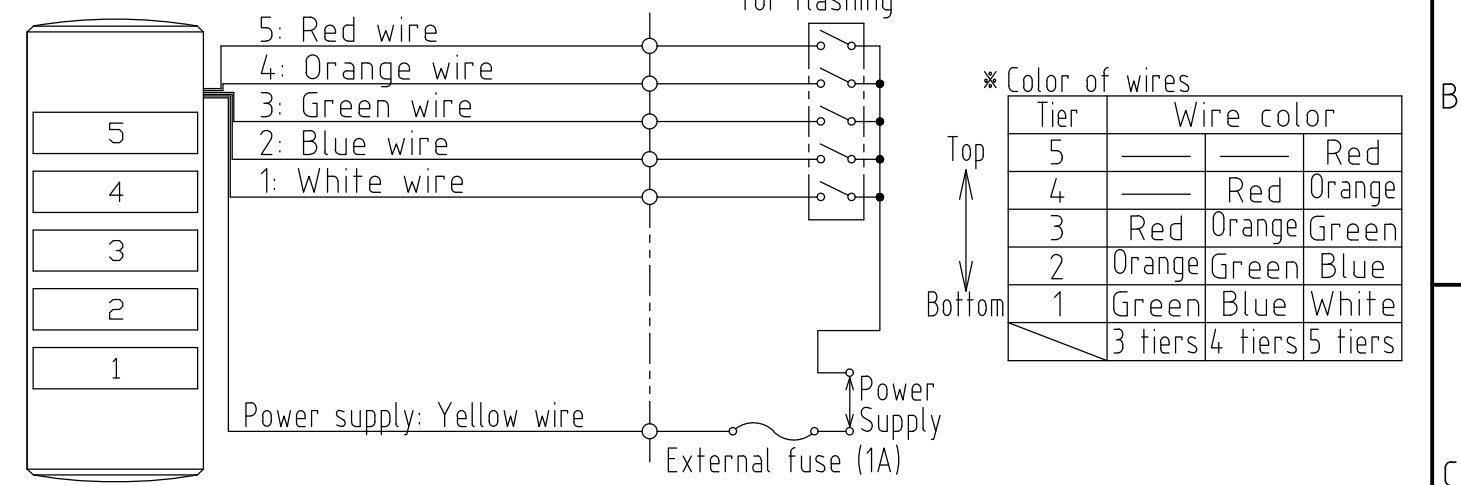 for flashing
5: Red wire
4: Orange wire
3: Green wire
2: Blue wire
1: White wire
5
4
3
2
1
Power supply: Yellow wire
External fuse (1A)
Power
Supply
※ Color of wires
Tier Wire color
Top
5 — — Red
4 — Red Orange
3 Red Orange Green
2 Orange Green Blue
Bottom
1 Green Blue White
3 tiers 4 tiers 5 tiers
B
C